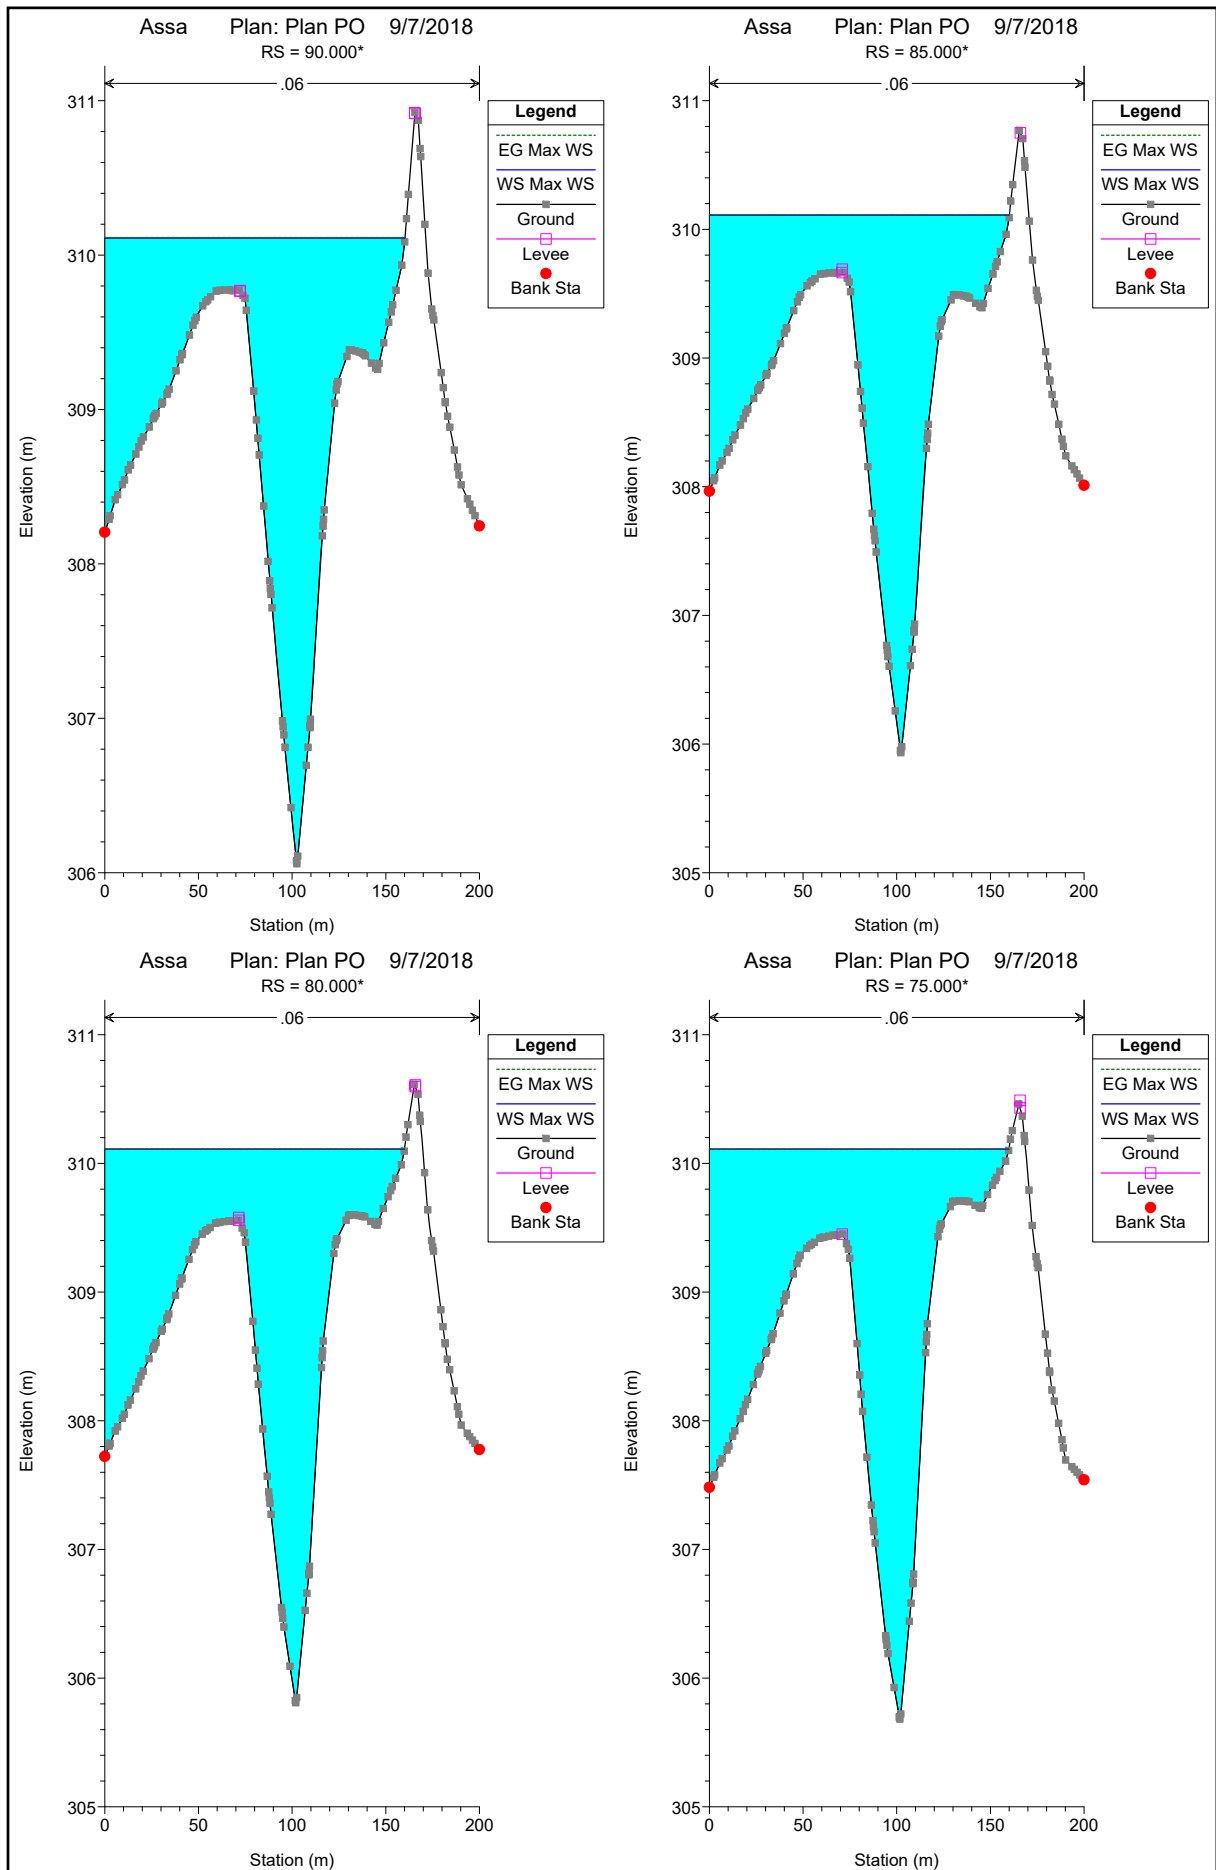 Assa Plan: Plan PO 9/7/2018
RS = 90.000*
.06
311
310
309
308
307
306
Elevation (m)
0 50 100 150 200
Station (m)
Legend
EG Max WS
WS Max WS
Ground
Levee
Bank Sta
Assa Plan: Plan PO 9/7/2018
RS = 85.000*
.06
311
310
309
308
307
306
305
Elevation (m)
0 50 100 150 200
Station (m)
Legend
EG Max WS
WS Max WS
Ground
Levee
Bank Sta
Assa Plan: Plan PO 9/7/2018
RS = 80.000*
.06
311
310
309
308
307
306
305
Elevation (m)
0 50 100 150 200
Station (m)
Legend
EG Max WS
WS Max WS
Ground
Levee
Bank Sta
Assa Plan: Plan PO 9/7/2018
RS = 75.000*
.06
311
310
309
308
307
306
305
Elevation (m)
0 50 100 150 200
Station (m)
Legend
EG Max WS
WS Max WS
Ground
Levee
Bank Sta